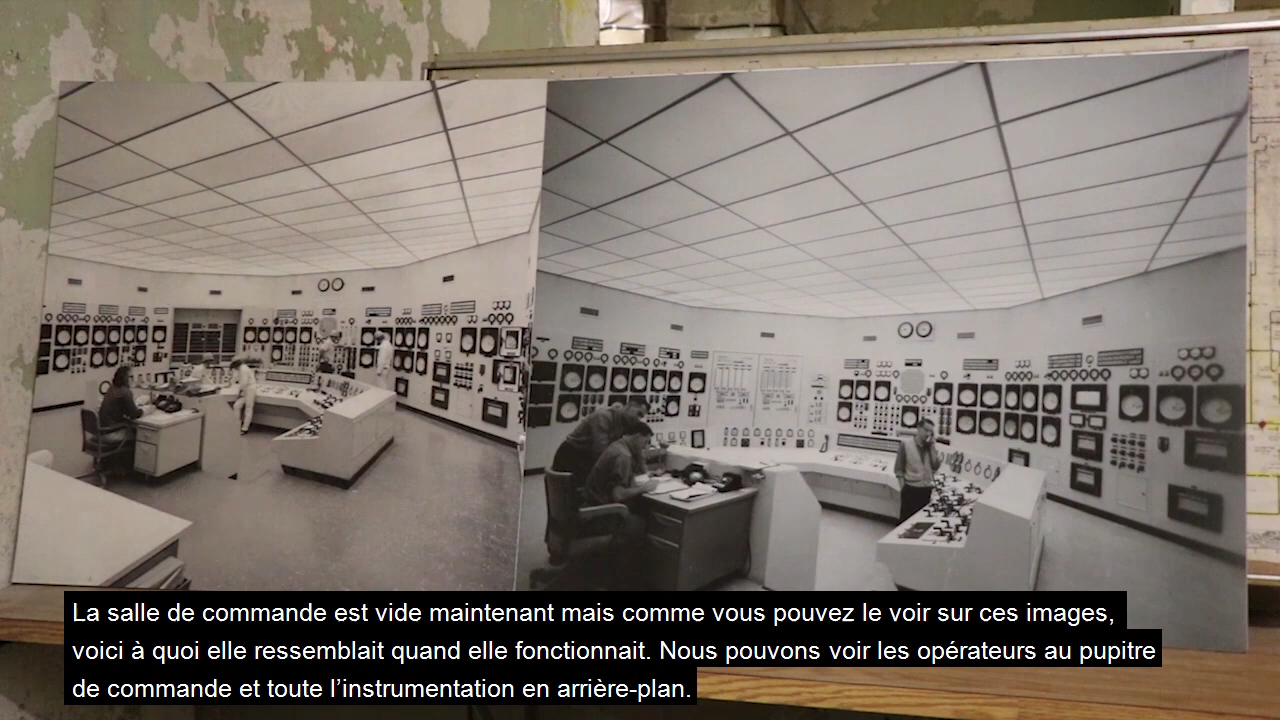 La salle de commande est vide maintenant mais comme vous pouvez le voir sur ces images,
voici à quoi elle ressemblait quand elle fonctionnait. Nous pouvons voir les opérateurs au pupitre
de commande et toute l’instrumentation en arrière-plan.